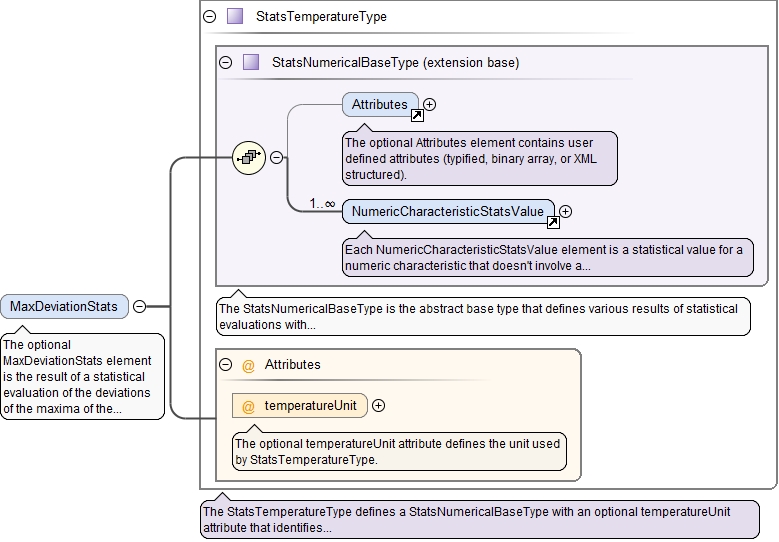 StatsTemperatureType
StatsNumericalBaseType (extension base)
Attributes
The optional Attributes element contains user
defined attributes (typified, binary array, or XML
structured).
1..∞
NumericCharacteristicStatsValue
Each NumericCharacteristicStatsValue element is a statistical value for a
numeric characteristic that doesn't involve a...
MaxDeviationStats
The optional
MaxDeviationStats element
is the result of a statistical
evaluation of the deviations
of the maxima of the...
The StatsNumericalBaseType is the abstract base type that defines various results of statistical
evaluations with...
@ Attributes
@ temperatureUnit
The optional temperatureUnit attribute defines the unit used
by StatsTemperatureType.
The StatsTemperatureType defines a StatsNumericalBaseType with an optional temperatureUnit
attribute that identifies...